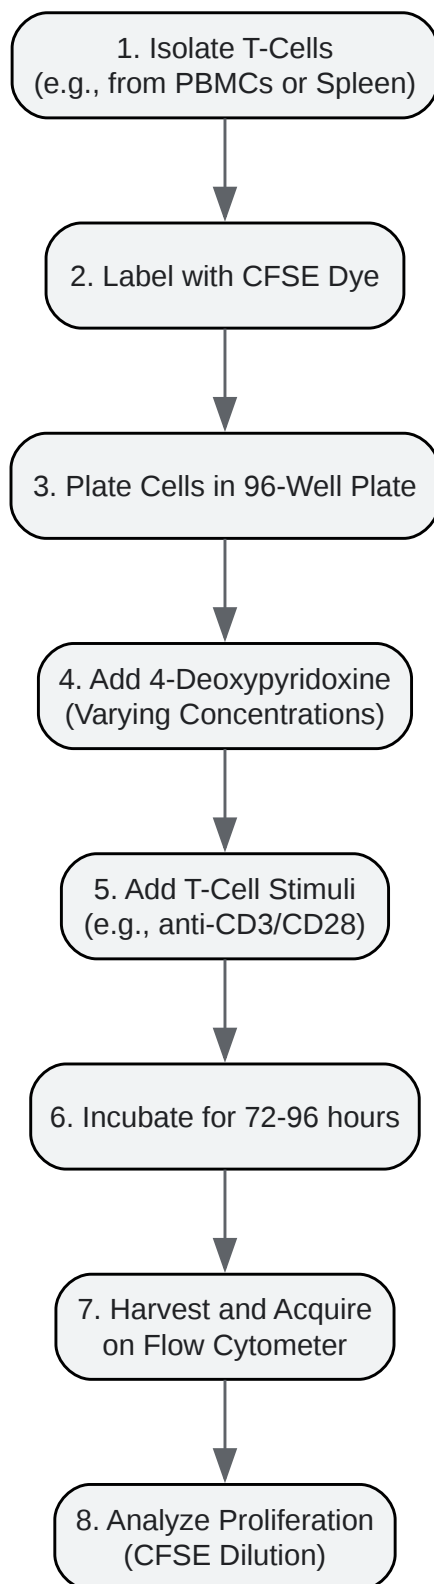 1. Isolate T-Cells
(e.g., from PBMCs or Spleen)
2. Label with CFSE Dye
3. Plate Cells in 96-Well Plate
4. Add 4-Deoxypyridoxine
(Varying Concentrations)
5. Add T-Cell Stimuli
(e.g., anti-CD3/CD28)
6. Incubate for 72-96 hours
7. Harvest and Acquire
on Flow Cytometer
8. Analyze Proliferation
(CFSE Dilution)